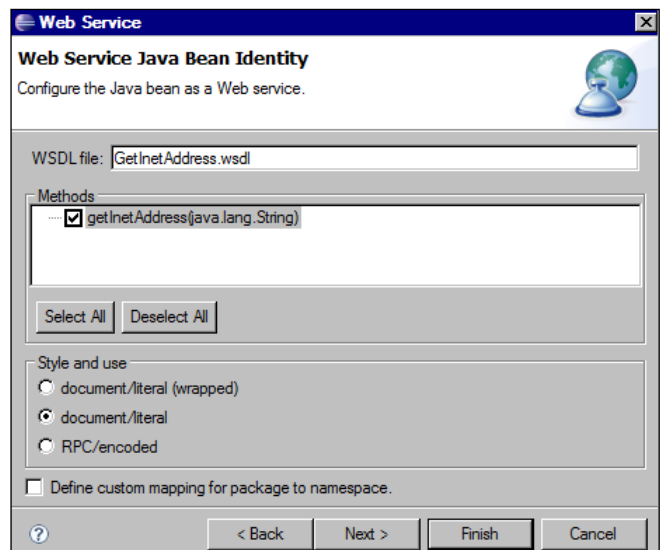 Web Service
Web Service Java Bean Identity
Configure the Java bean as a Web service.
WSDL file: GetInetAddress.wsdl
Methods
getInetAddress(java.lang.String)
Select All Deselect All
Style and use
document/literal (wrapped)
document/literal
RPC/encoded
Define custom mapping for package to namespace.
? < Back Next > Finish Cancel